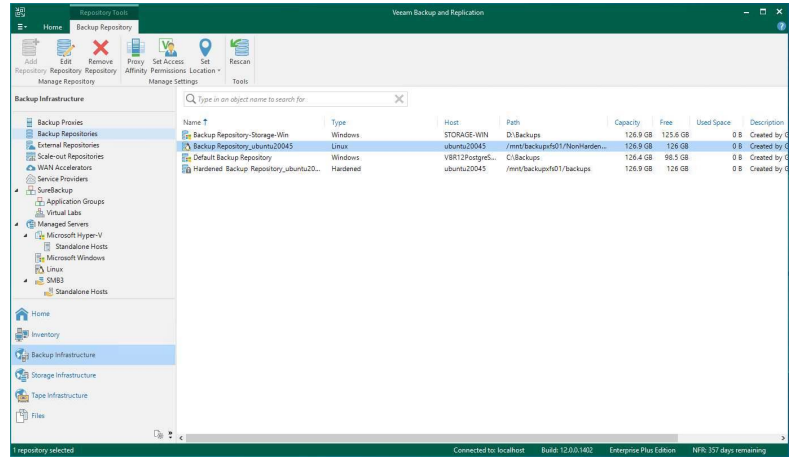 Repository Tools
Veeam Backup and Replication
Home Backup Repository
Add Repository
Edit Repository
Remove Repository
Proxy Affinity
Set Access Permissions
Set Location
Rescan
Manage Repository
Manage Settings
Tools
Backup Infrastructure
Type in an object name to search for
Backup Proxies
Backup Repositories
External Repositories
Scale-out Repositories
WAN Accelerators
Service Providers
SureBackup
Application Groups
Virtual Labs
Managed Servers
Microsoft Hyper-V
Standalone Hosts
Microsoft Windows
Linux
SMB3
Standalone Hosts
Name Type Host Path Capacity Free Used Space Description
Backup Repository-Storage-Win Windows STORAGE-WIN D:\Backups 126.9 GB 125.6 GB 0 B Created by G
Backup Repository_ubuntu20045 Linux ubuntu20045 /mnt/backupxfs01/NonHarden... 126.9 GB 126 GB 0 B Created by G
Default Backup Repository Windows VBR12PostgreS... C:\Backups 126.4 GB 98.5 GB 0 B Created by G
Hardened Backup Repository_ubuntu20... Hardened ubuntu20045 /mnt/backupxfs01/backups 126.9 GB 126 GB 0 B Created by G
Home
Inventory
Backup Infrastructure
Storage Infrastructure
Tape Infrastructure
Files
1 repository selected
Connected to: localhost Build: 12.0.0.1402 Enterprise Plus Edition NFR: 357 days remaining